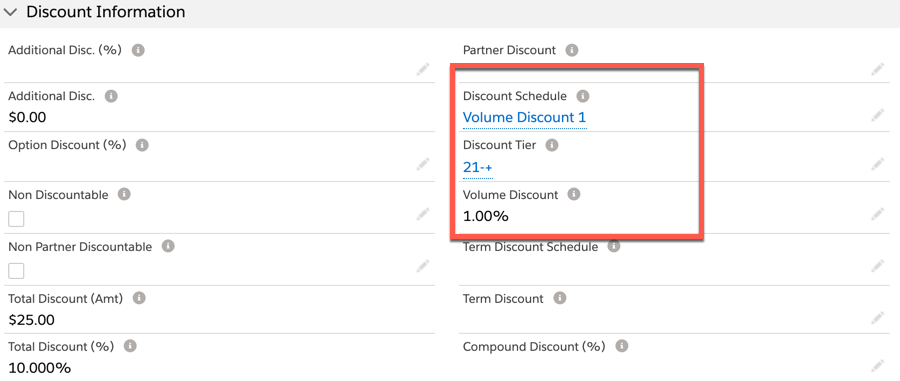 Discount Information
Additional Disc. (%)
Partner Discount
Additional Disc.
$0.00
Discount Schedule
Volume Discount 1
Option Discount (%)
Discount Tier
21-+
Non Discountable
Volume Discount
1.00%
Non Partner Discountable
Term Discount Schedule
Total Discount (Amt)
$25.00
Term Discount
Total Discount (%)
10.000%
Compound Discount (%)